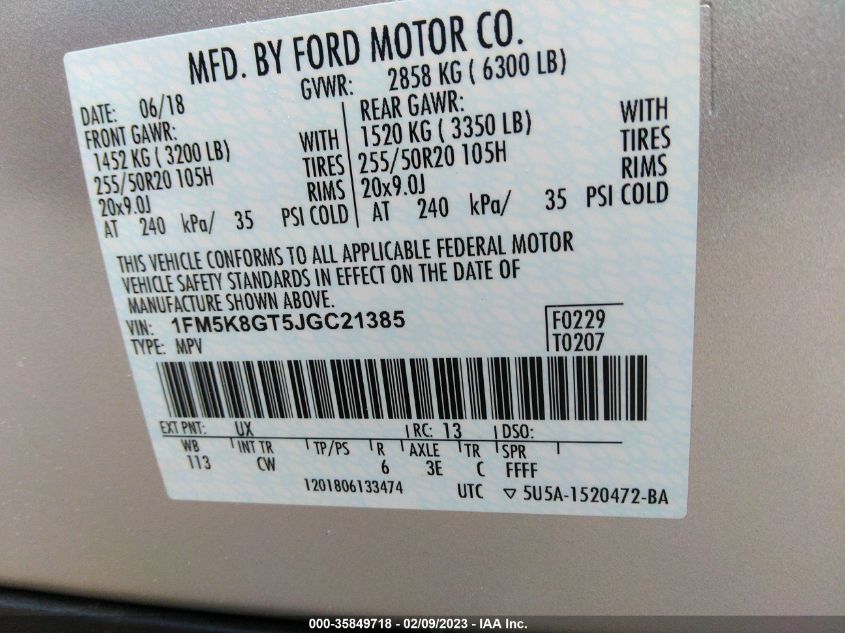 MFD. BY FORD MOTOR CO.
DATE: 06/18 GVWR: 2858 KG ( 6300 LB)
FRONT GAWR: REAR GAWR:
1452 KG ( 3200 LB) WITH 1520 KG ( 3350 LB) WITH
255/50R20 105H TIRES 255/50R20 105H TIRES
20x9.0J RIMS 20x9.0J RIMS
AT 240 kPa/ 35 PSI COLD AT 240 kPa/ 35 PSI COLD
THIS VEHICLE CONFORMS TO ALL APPLICABLE FEDERAL MOTOR
VEHICLE SAFETY STANDARDS IN EFFECT ON THE DATE OF
MANUFACTURE SHOWN ABOVE.
VIN: 1FM5K8GT5JGC21385 F0229
TYPE: MPV T0207
EXT PNT: UX RC: 13 DSO:
WB INT TR TP/PS R AXLE TR SPR
113 CW 6 3E C FFFF
1201806133474 UTC ▽ 5U5A-1520472-BA
000-35849718 - 02/09/2023 - IAA Inc.